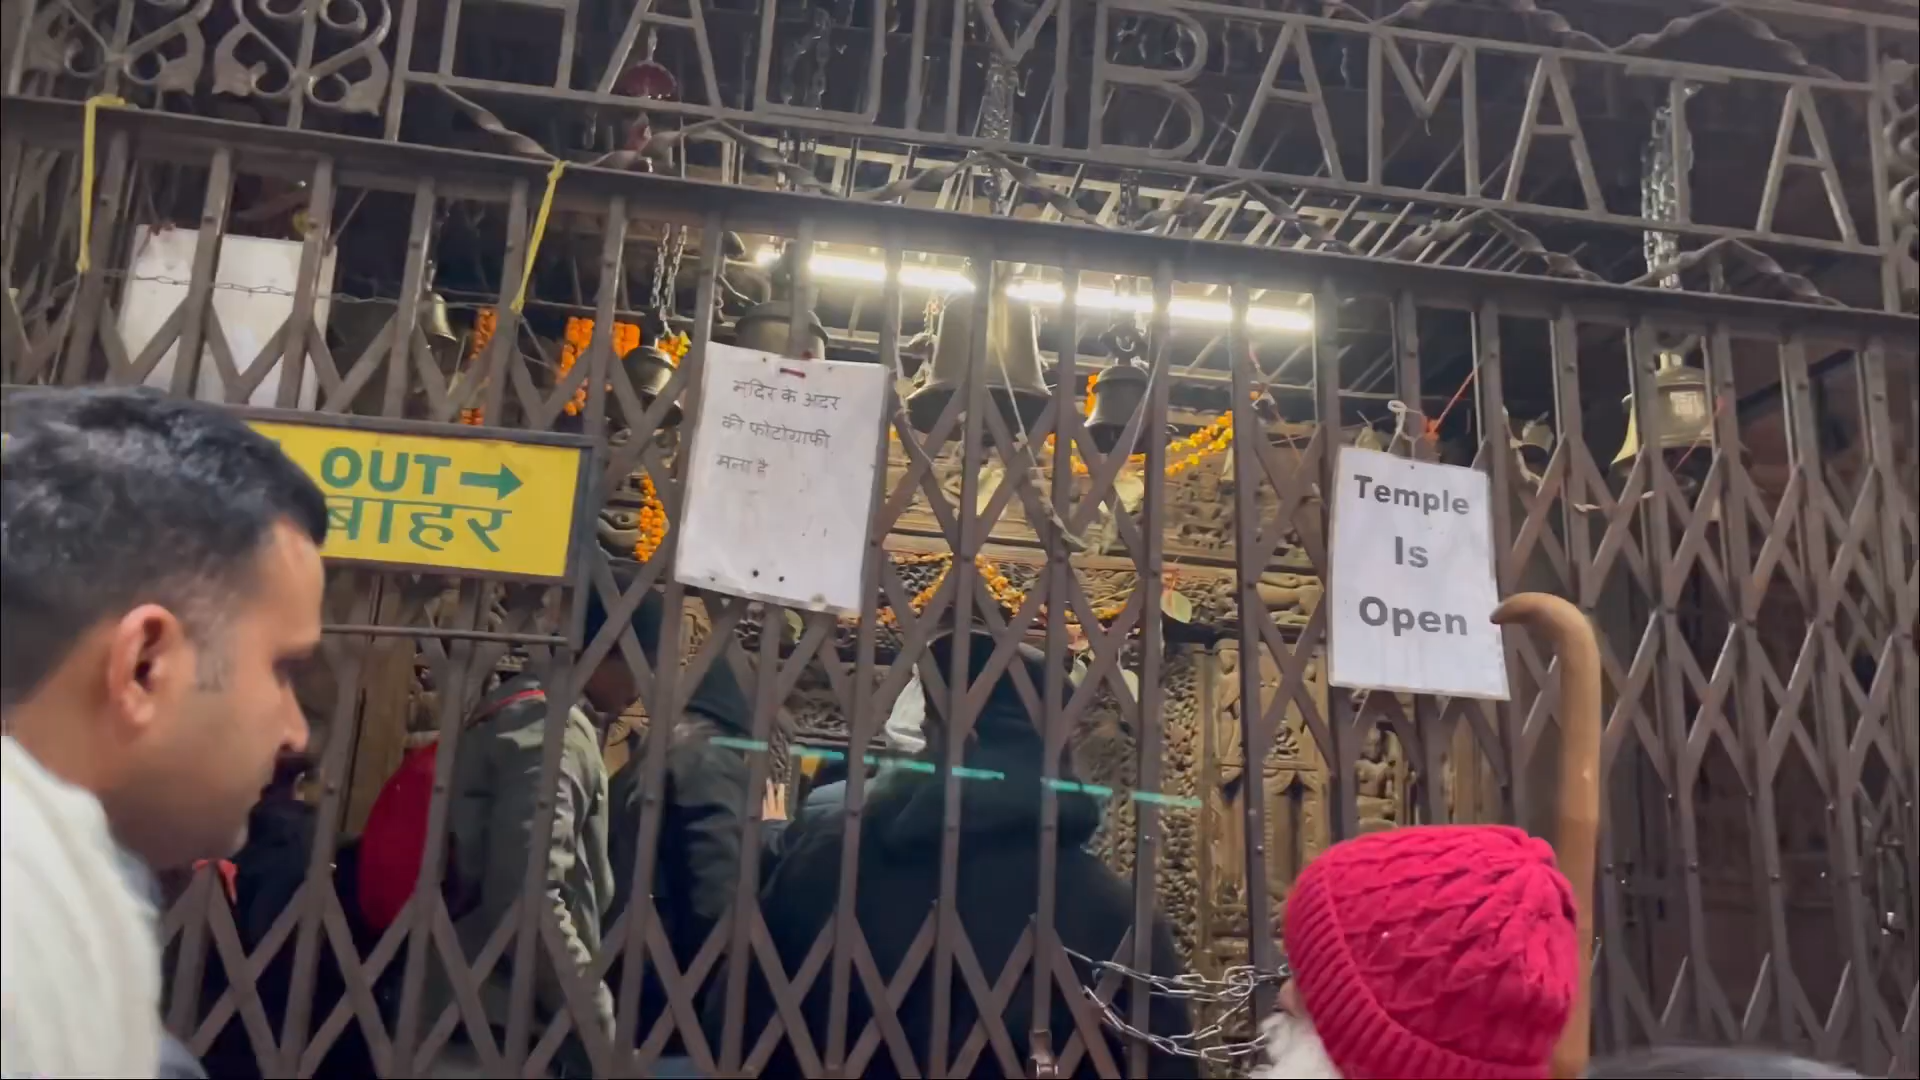 HADIMBA MATA
मंदिर के अंदर
की फोटोग्राफी
मना है
OUT →
बाहर
Temple
Is
Open